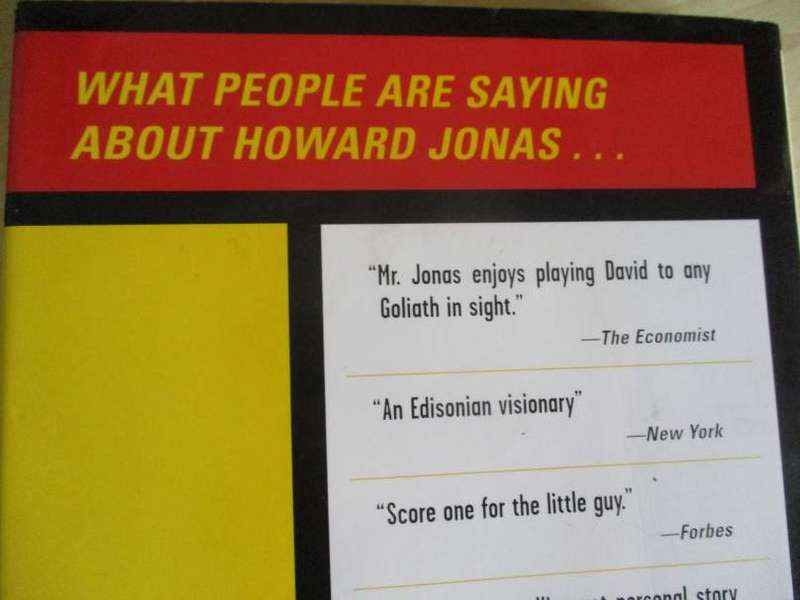 WHAT PEOPLE ARE SAYING
ABOUT HOWARD JONAS . . .
“Mr. Jonas enjoys playing David to any
Goliath in sight.”
—The Economist
“An Edisonian visionary”
—New York
“Score one for the little guy.”
—Forbes
personal story